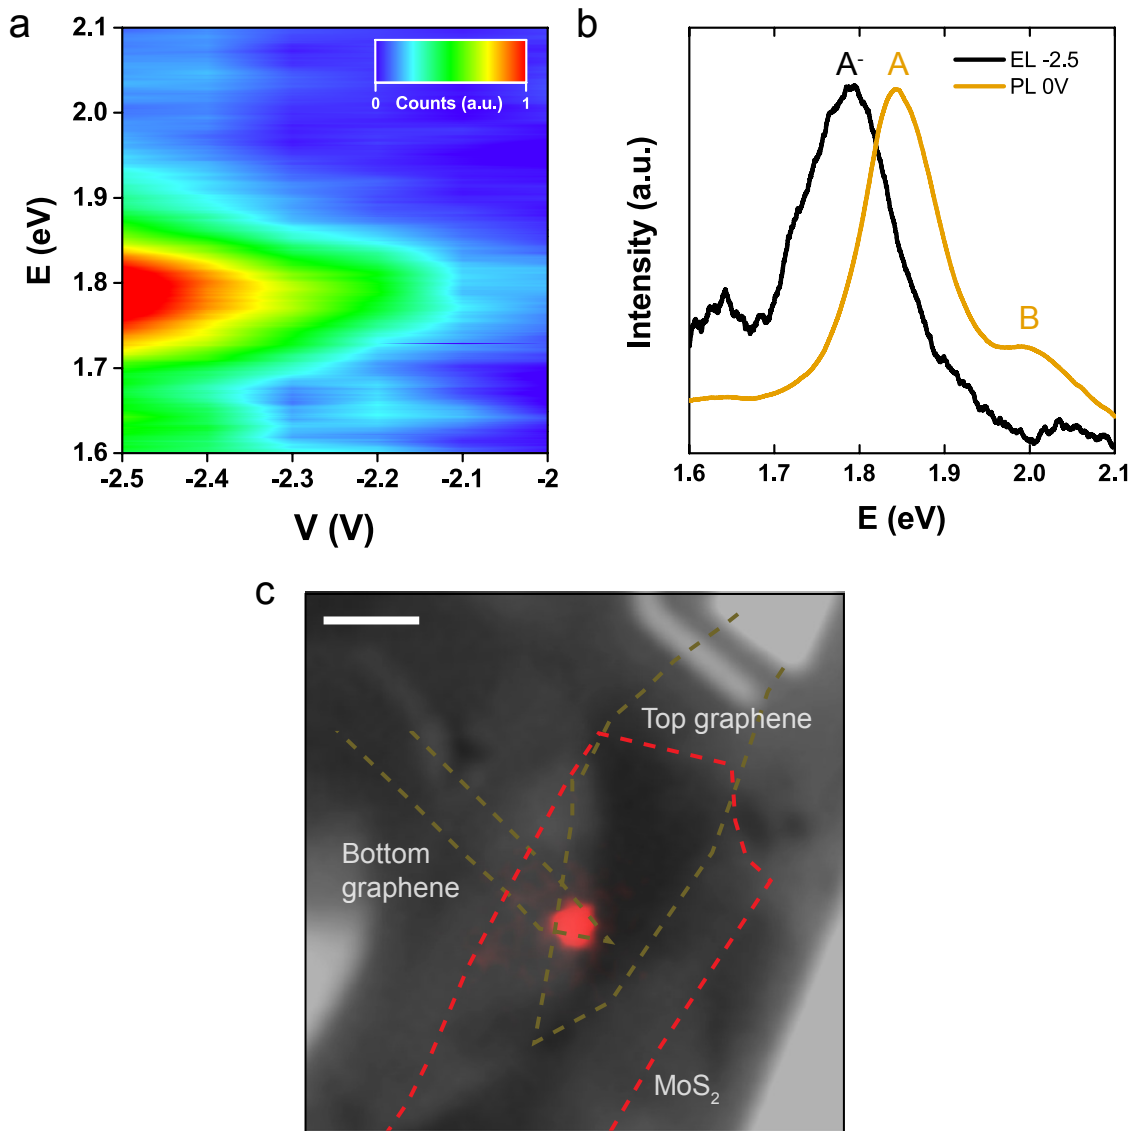 a
2.1
2.0
1.9
1.8
1.7
1.6
E (eV)
0 Counts (a.u.) 1
-2.5 -2.4 -2.3 -2.2 -2.1 -2
V (V)
b
A- A
B
EL -2.5
PL 0V
Intensity (a.u.)
1.6 1.7 1.8 1.9 2.0 2.1
E (eV)
c
Top graphene
Bottom
graphene
MoS2